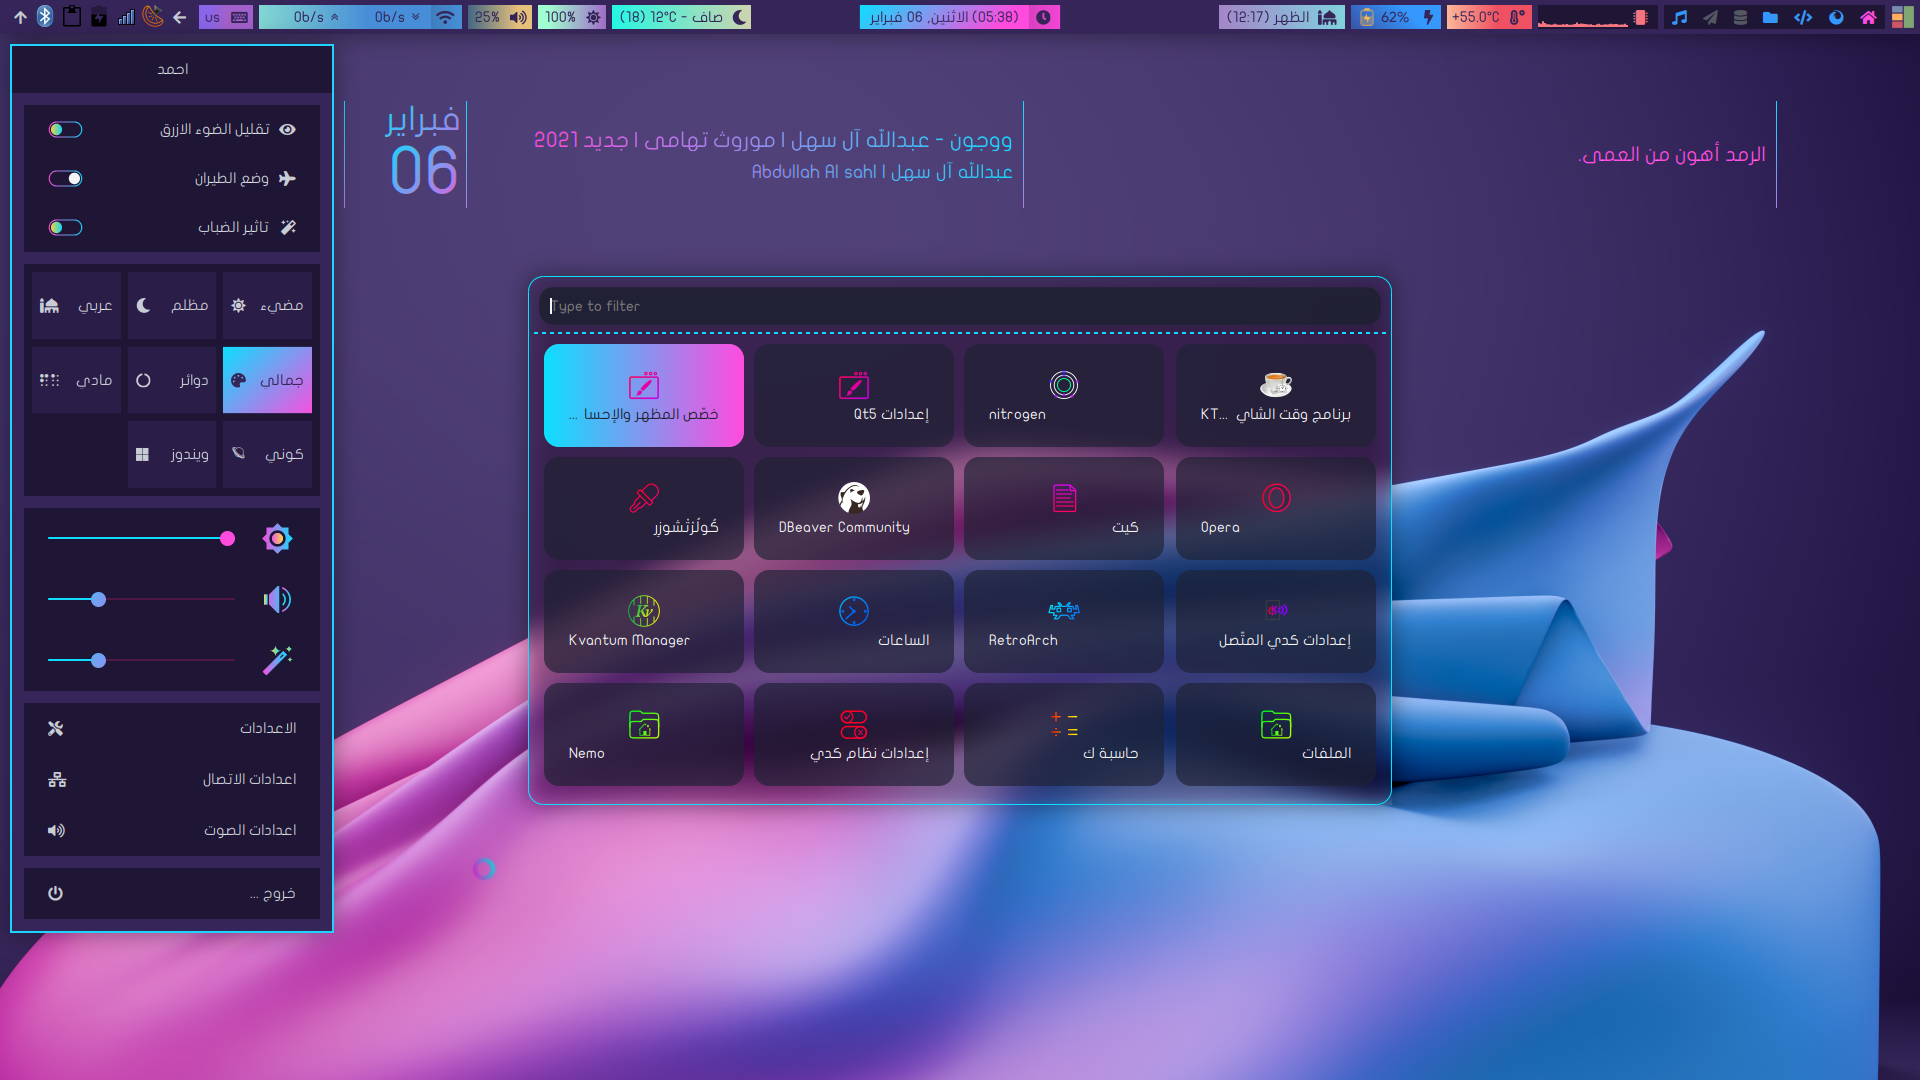 us
0b/s
0b/s
25%
100%
صاف - 12°C (18)
(05:38) الاثنين, 06 فبراير
الظهر (12:17)
62%
+55.0°C
احمد
تقليل الضوء الازرق
وضع الطيران
تاثير الضباب
مضيء
مظلم
عربي
جمالي
دوائر
مادي
كوني
ويندوز
الاعدادات
اعدادات الاتصال
اعدادات الصوت
خروج ...
فبراير
06
ووجون - عبدالله آل سهل | موروث تهامي | جديد 2021
عبدالله آل سهل | Abdullah Al sahl
الرمد أهون من العمى.
Type to filter
خصّص المظهر والإحسا ...
إعدادات Qt5
nitrogen
برنامج وقت الشاي KT...
كُولُرْتْشوزِر
DBeaver Community
كيت
Opera
Kvantum Manager
الساعات
RetroArch
إعدادات كدي المتّصل
Nemo
إعدادات نظام كدي
حاسبة ك
الملفات